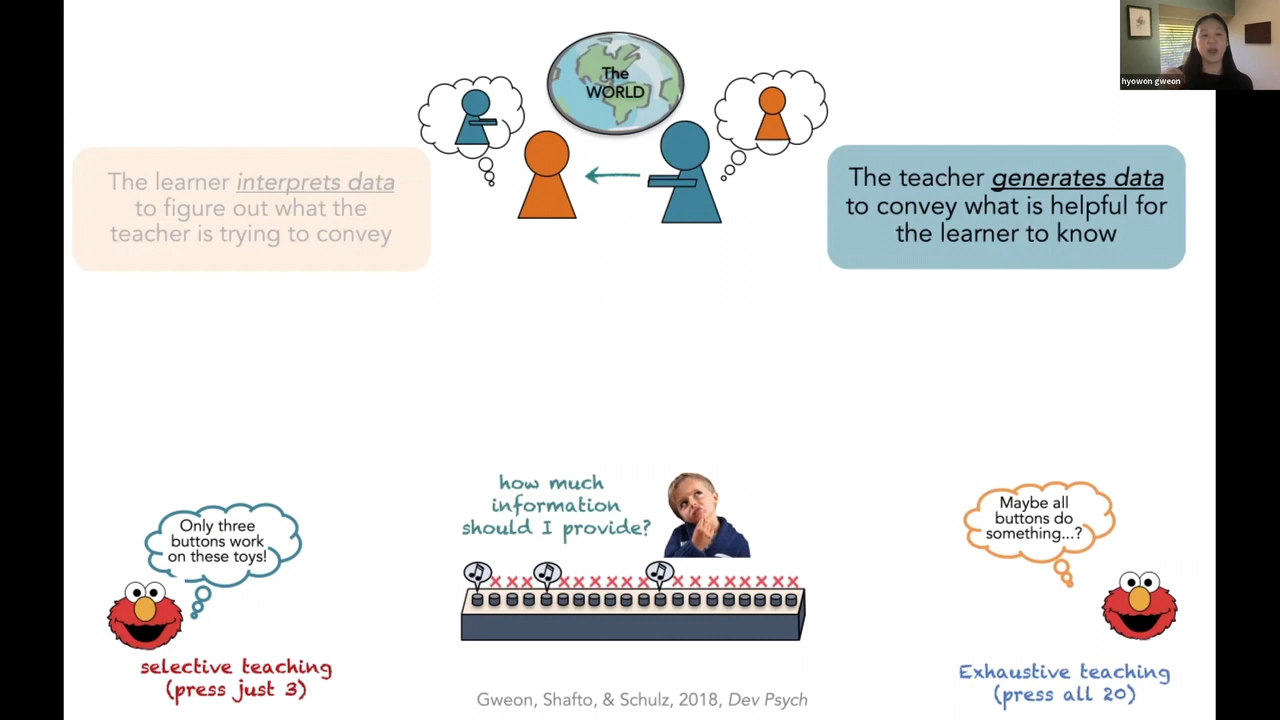 hyowon gweon
The
WORLD
The learner interprets data
to figure out what the
teacher is trying to convey
The teacher generates data
to convey what is helpful for
the learner to know
how much
information
should I provide?
Only three
buttons work
on these toys!
Maybe all
buttons do
something...?
selective teaching
(press just 3)
Exhaustive teaching
(press all 20)
Gweon, Shafto, & Schulz, 2018, Dev Psych